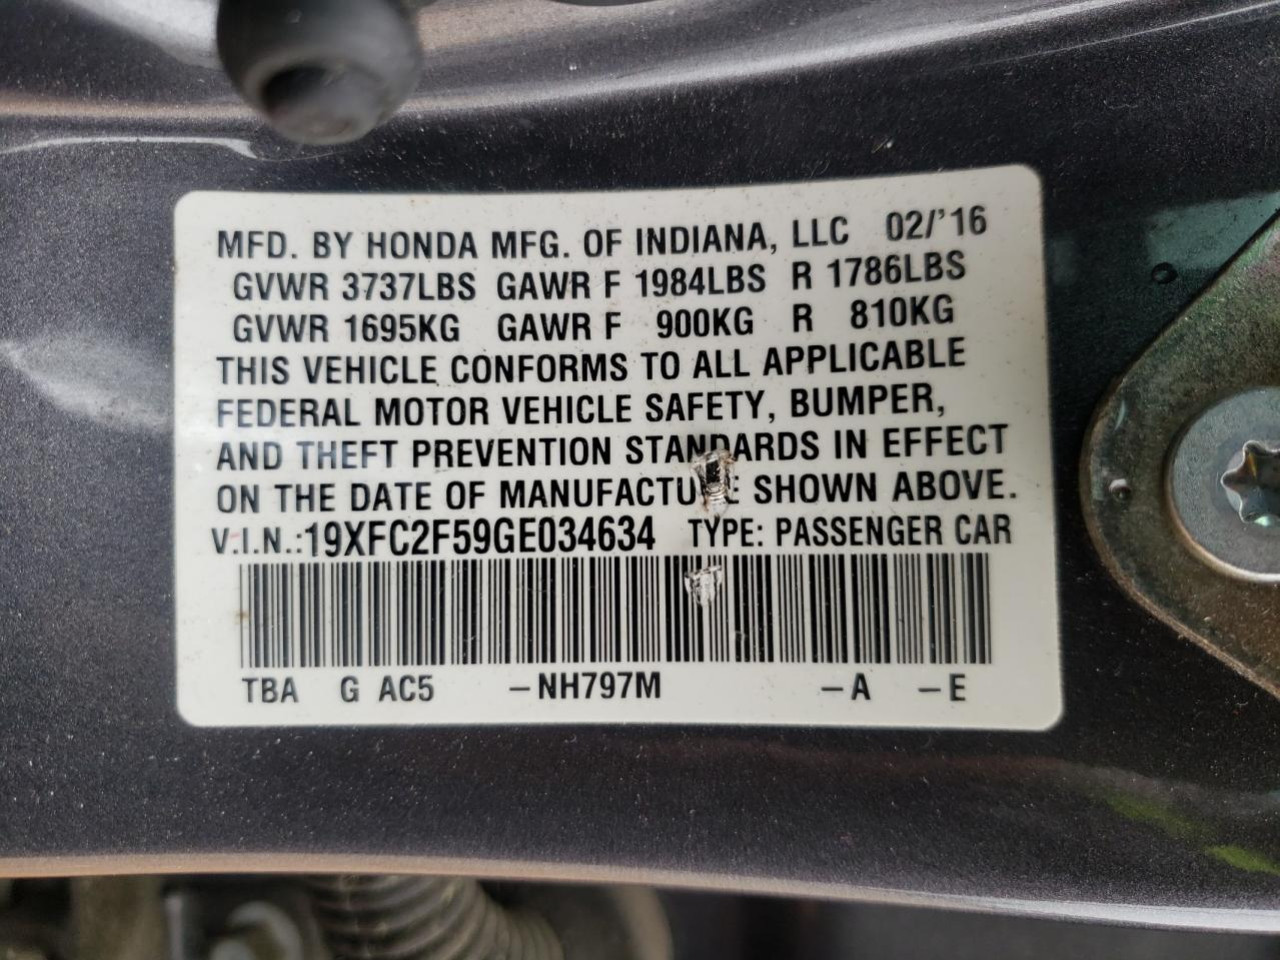 MFD. BY HONDA MFG. OF INDIANA, LLC 02/'16
GVWR 3737LBS GAWR F 1984LBS R 1786LBS
GVWR 1695KG GAWR F 900KG R 810KG
THIS VEHICLE CONFORMS TO ALL APPLICABLE
FEDERAL MOTOR VEHICLE SAFETY, BUMPER,
AND THEFT PREVENTION STANDARDS IN EFFECT
ON THE DATE OF MANUFACTURE SHOWN ABOVE.
V.I.N.:19XFC2F59GE034634 TYPE: PASSENGER CAR
TBA G AC5 –NH797M –A –E